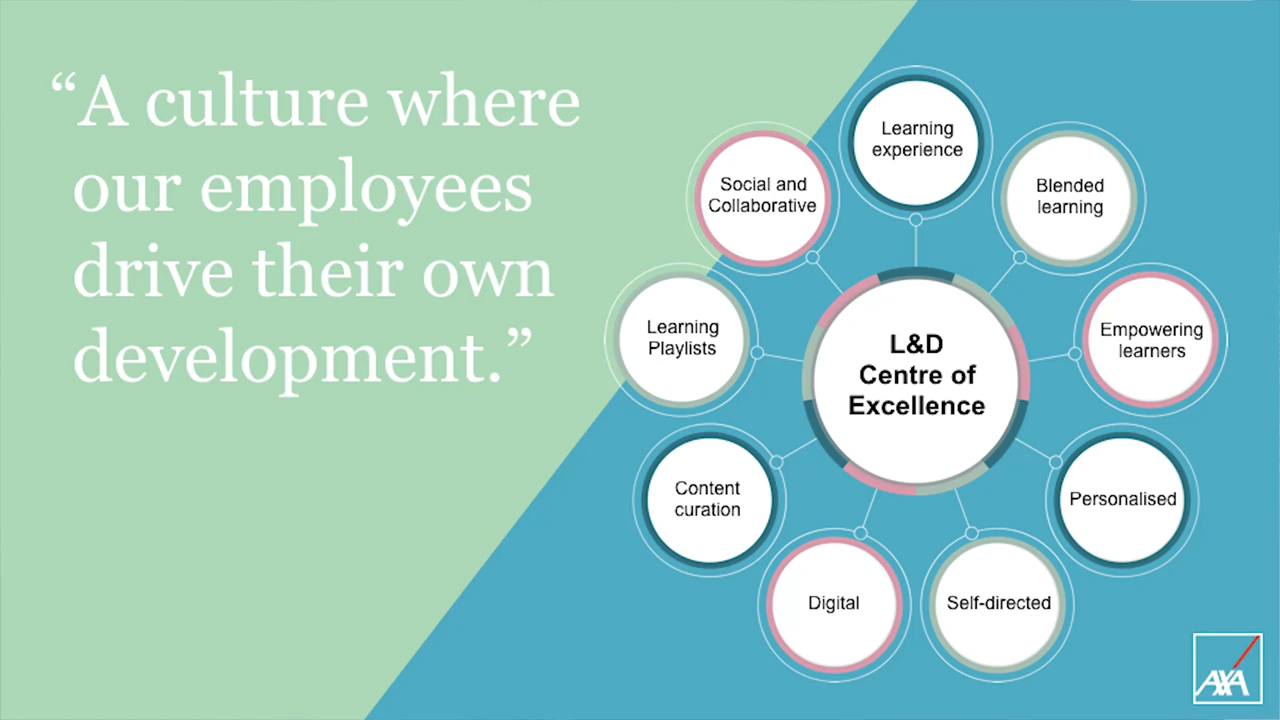 “A culture where
our employees
drive their own
development.”
Learning
experience
Blended
learning
Empowering
learners
Personalised
Self-directed
Digital
Content
curation
Learning
Playlists
Social and
Collaborative
L&D
Centre of
Excellence
AXA